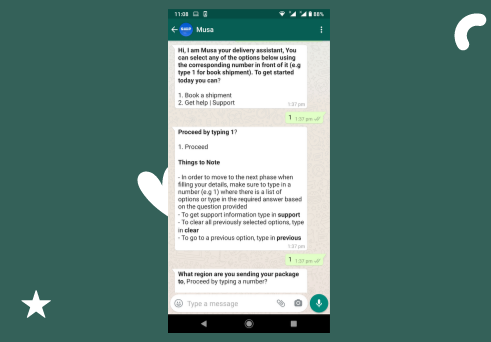 11:08
88%
Musa
Hi, I am Musa your delivery assistant, You
can select any of the options below using
the corresponding number in front of it (e.g
type 1 for book shipment). To get started
today you can?
1. Book a shipment
2. Get help | Support
1:37 pm
1 1:37 pm
Proceed by typing 1?
1. Proceed
Things to Note
- In order to move to the next phase when
filling your details, make sure to type in a
number (e.g 1) where there is a list of
options or type in the required answer based
on the question provided
- To get support information type in support
- To clear all previously selected options, type
in clear
- To go to a previous option, type in previous
1:37 pm
1 1:37 pm
What region are you sending your package
to, Proceed by typing a number?
Type a message